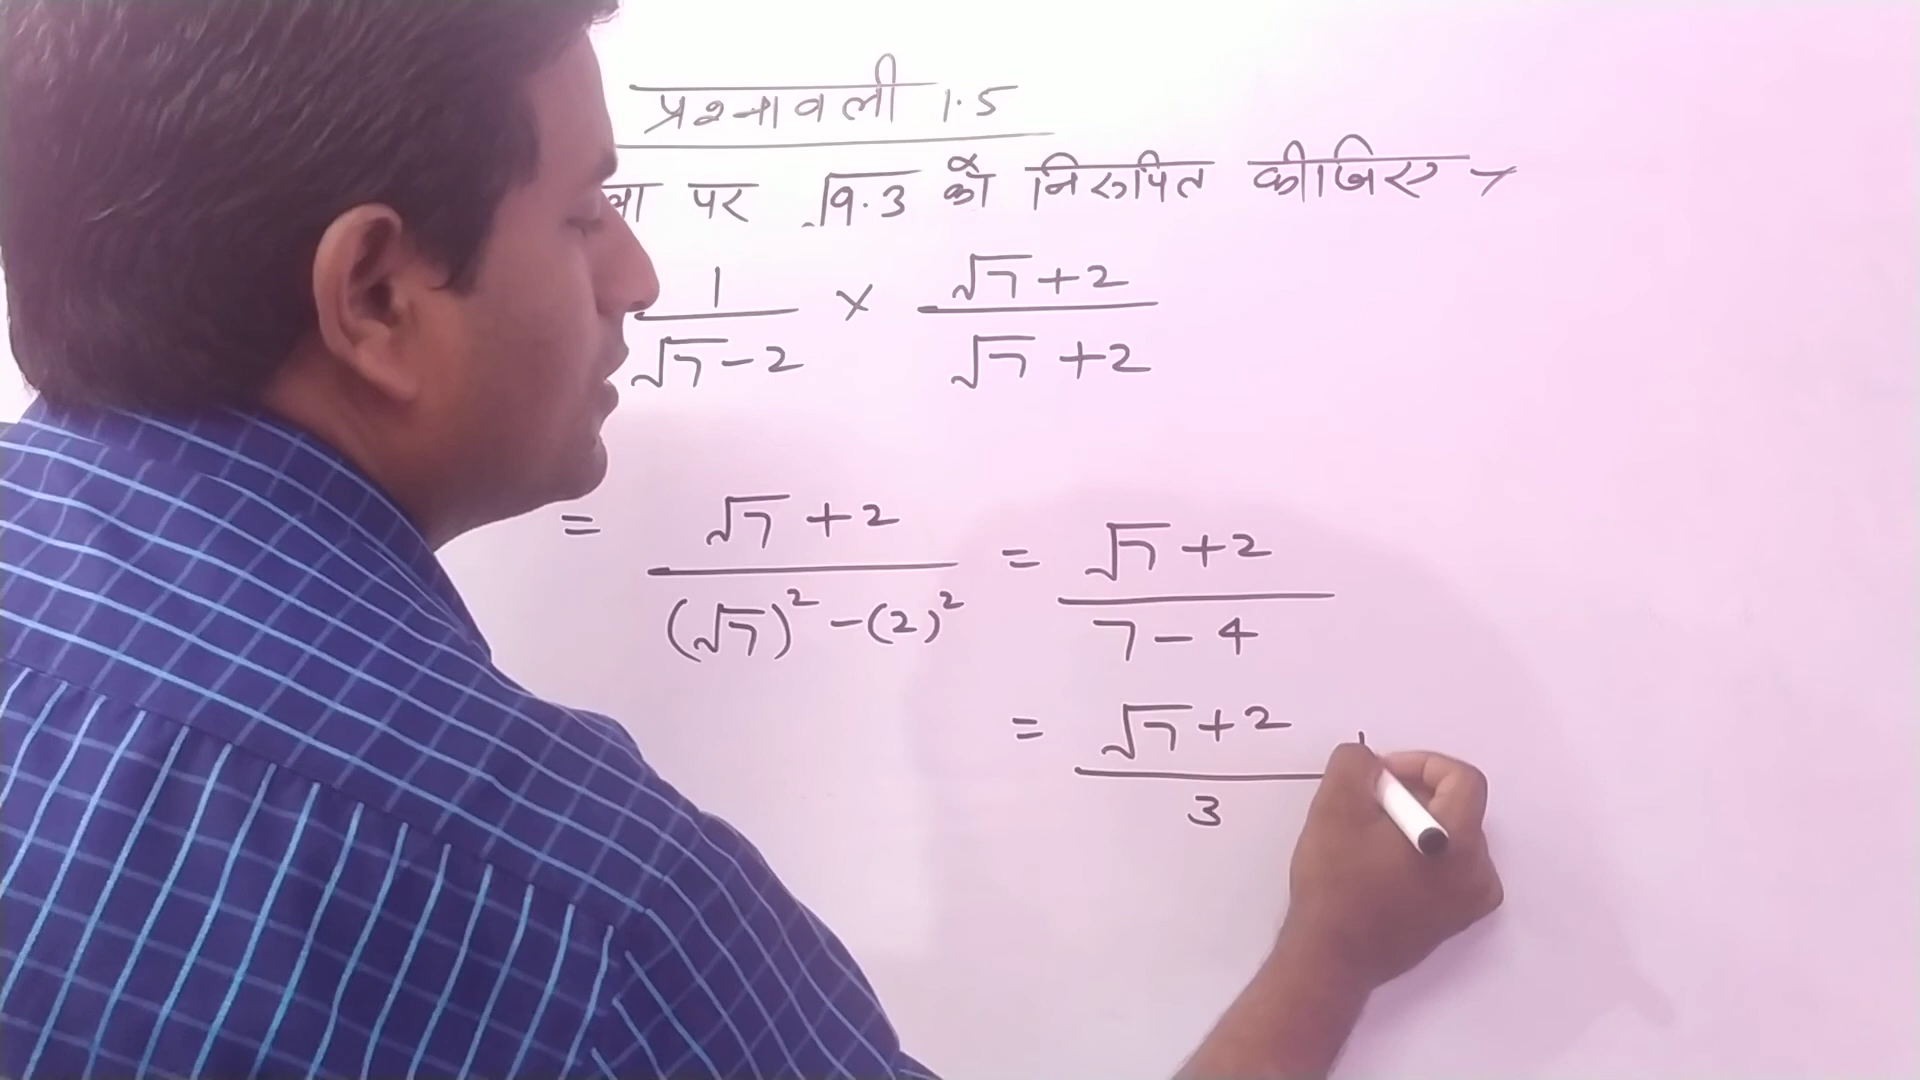 प्रश्नावली 1.5
पर √9.3 को निरुपित कीजिए
1/(√7-2) × (√7+2)/(√7+2)
= (√7+2)/((√7)²-(2)²) = (√7+2)/(7-4)
= (√7+2)/3